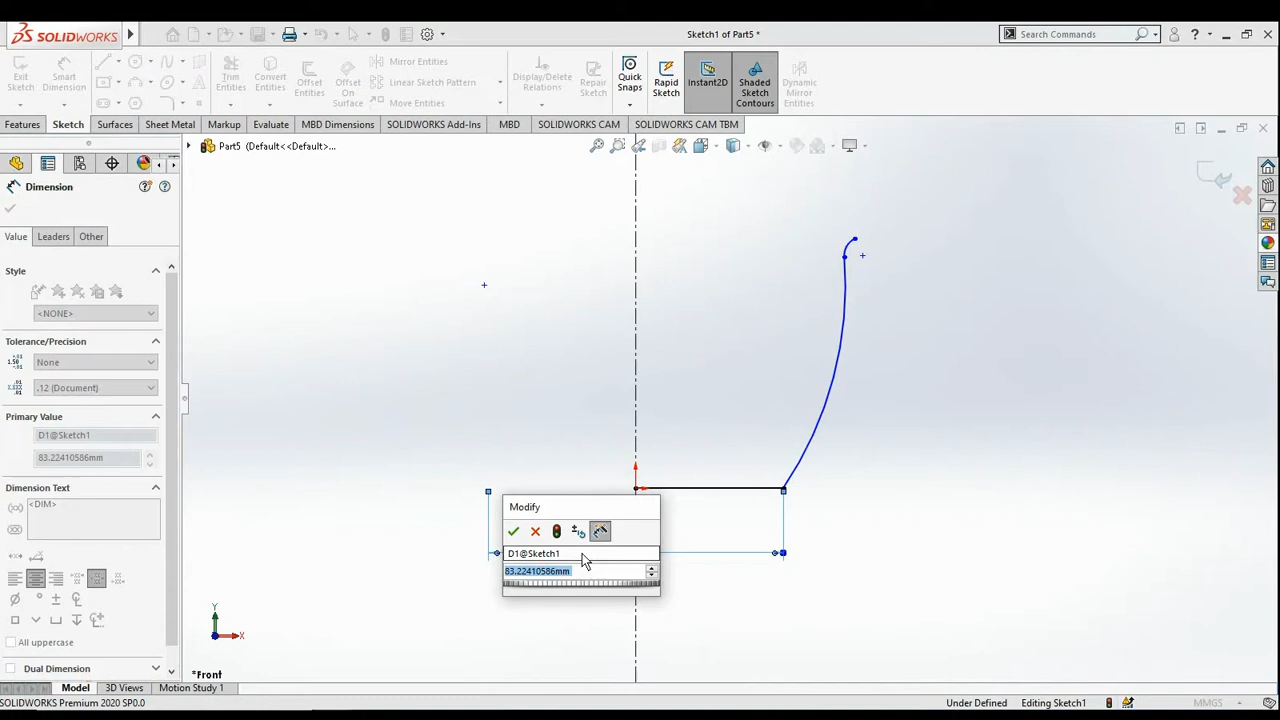 SOLIDWORKS
Sketch1 of Part5 *
Search Commands
Exit Sketch
Smart Dimension
Trim Entities
Convert Entities
Offset Entities
Offset On Surface
Mirror Entities
Linear Sketch Pattern
Move Entities
Display/Delete Relations
Repair Sketch
Quick Snaps
Rapid Sketch
Instant2D
Shaded Sketch Contours
Dynamic Mirror Entities
Features Sketch Surfaces Sheet Metal Markup Evaluate MBD Dimensions SOLIDWORKS Add-Ins MBD SOLIDWORKS CAM SOLIDWORKS CAM TBM
Part5 (Default<<Default>...
Dimension
Value Leaders Other
Style
<NONE>
Tolerance/Precision
None
.12 (Document)
Primary Value
D1@Sketch1
83.22410586mm
Dimension Text
<DIM>
All uppercase
Dual Dimension
Modify
D1@Sketch1
83.22410586mm
Y
X
*Front
Model 3D Views Motion Study 1
SOLIDWORKS Premium 2020 SP0.0
Under Defined Editing Sketch1 MMGS